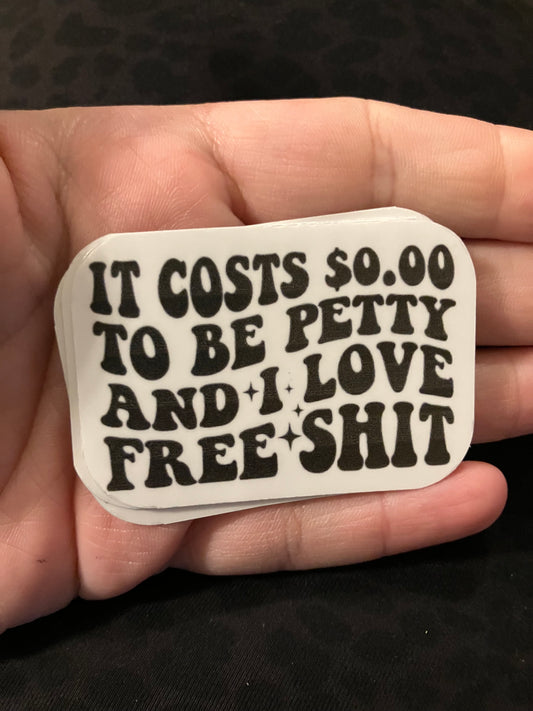 IT COSTS $0.00
TO BE PETTY
AND I LOVE
FREE SHIT